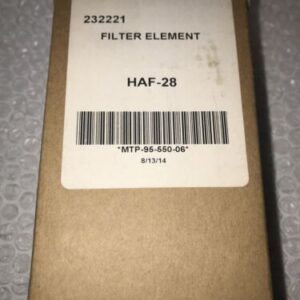 232221
FILTER ELEMENT
HAF-28
*MTP-95-550-06*
8/13/14